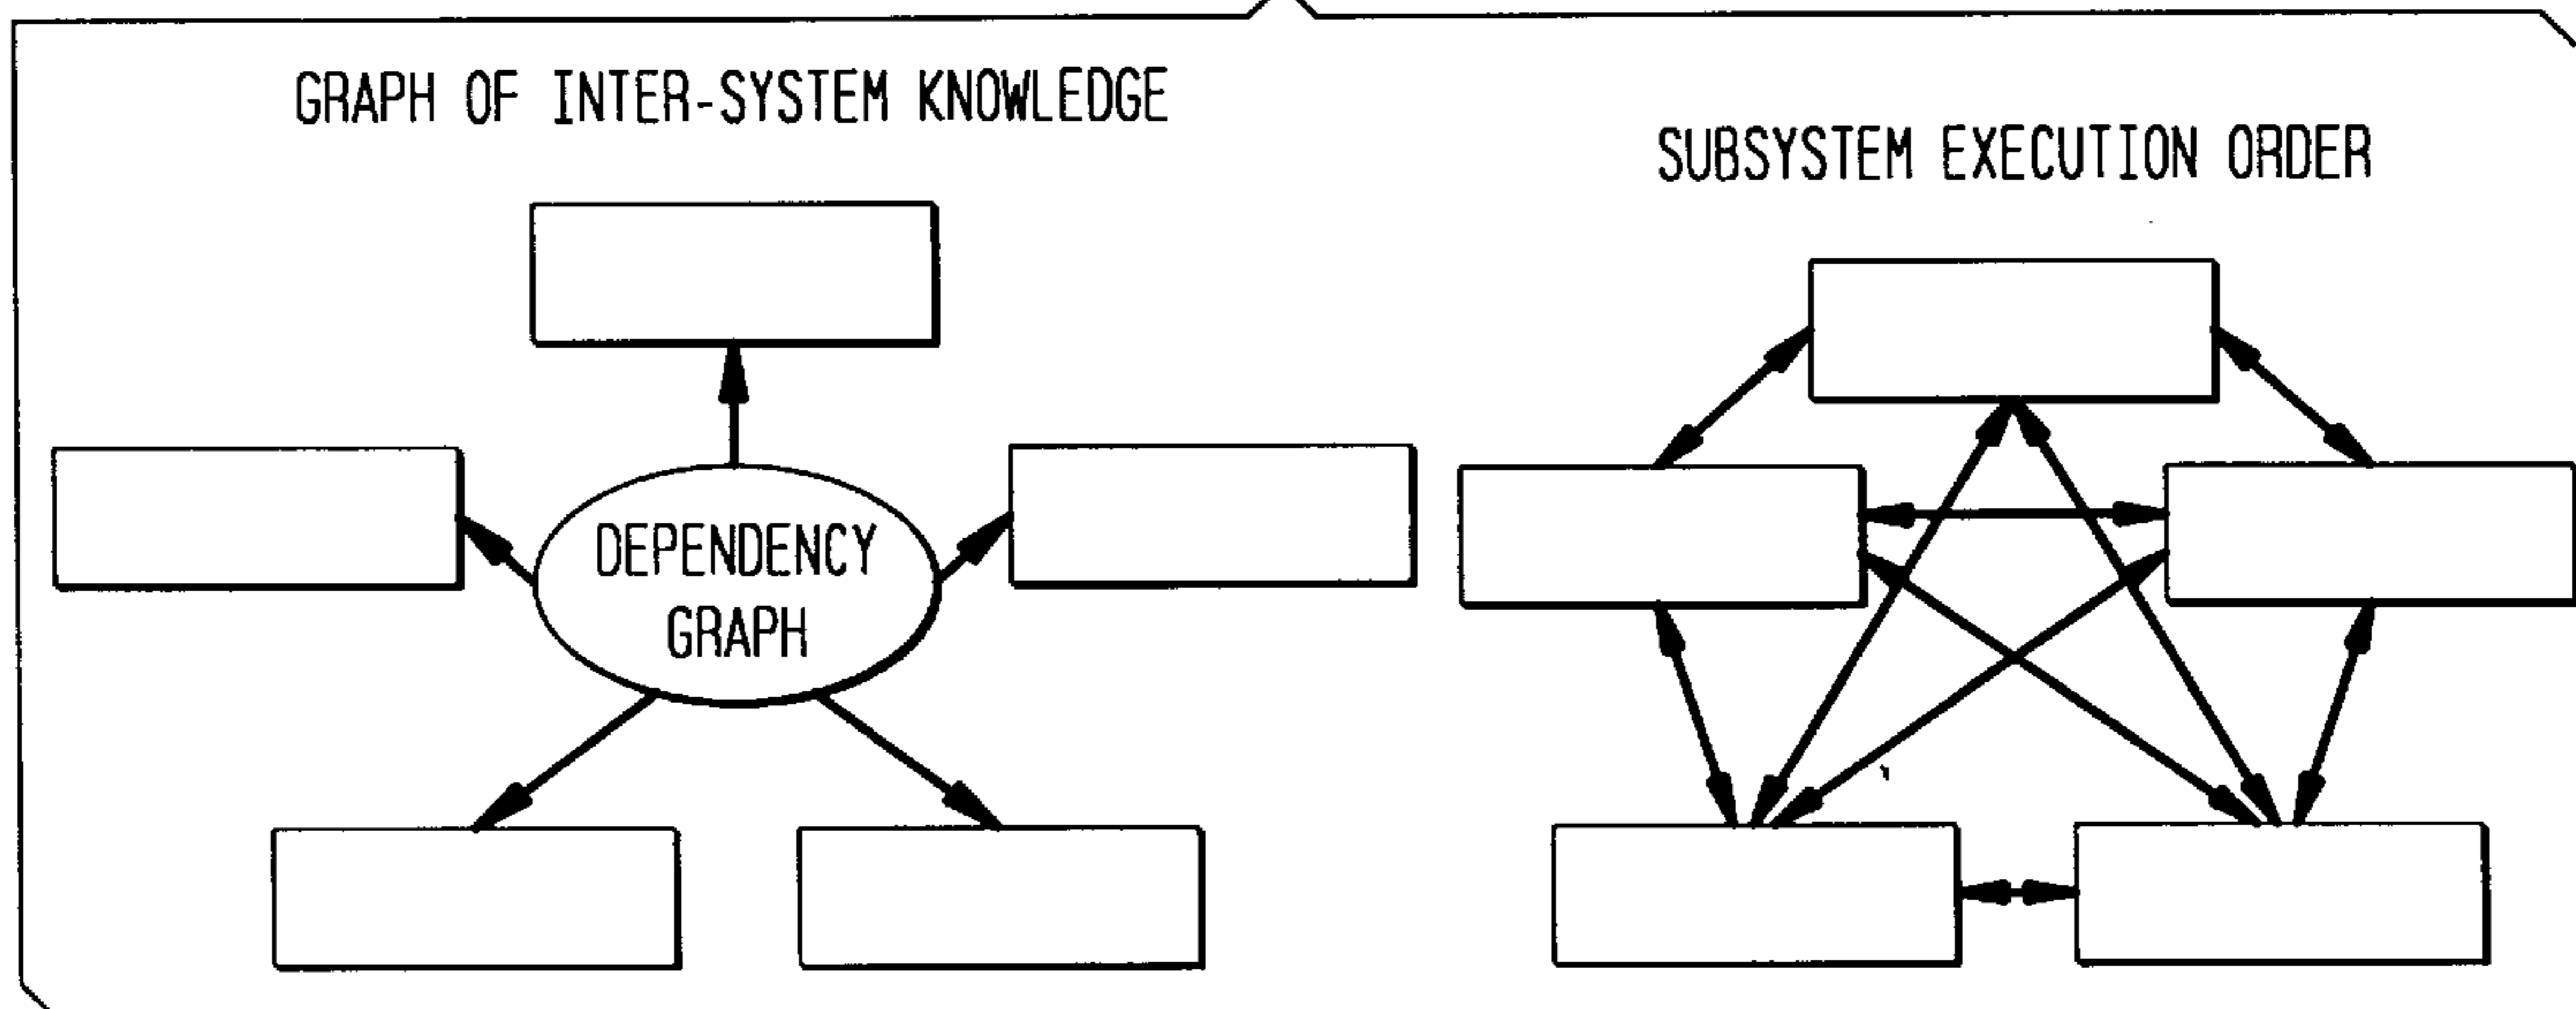 GRAPH OF INTER-SYSTEM KNOWLEDGE
SUBSYSTEM EXECUTION ORDER
DEPENDENCY
GRAPH